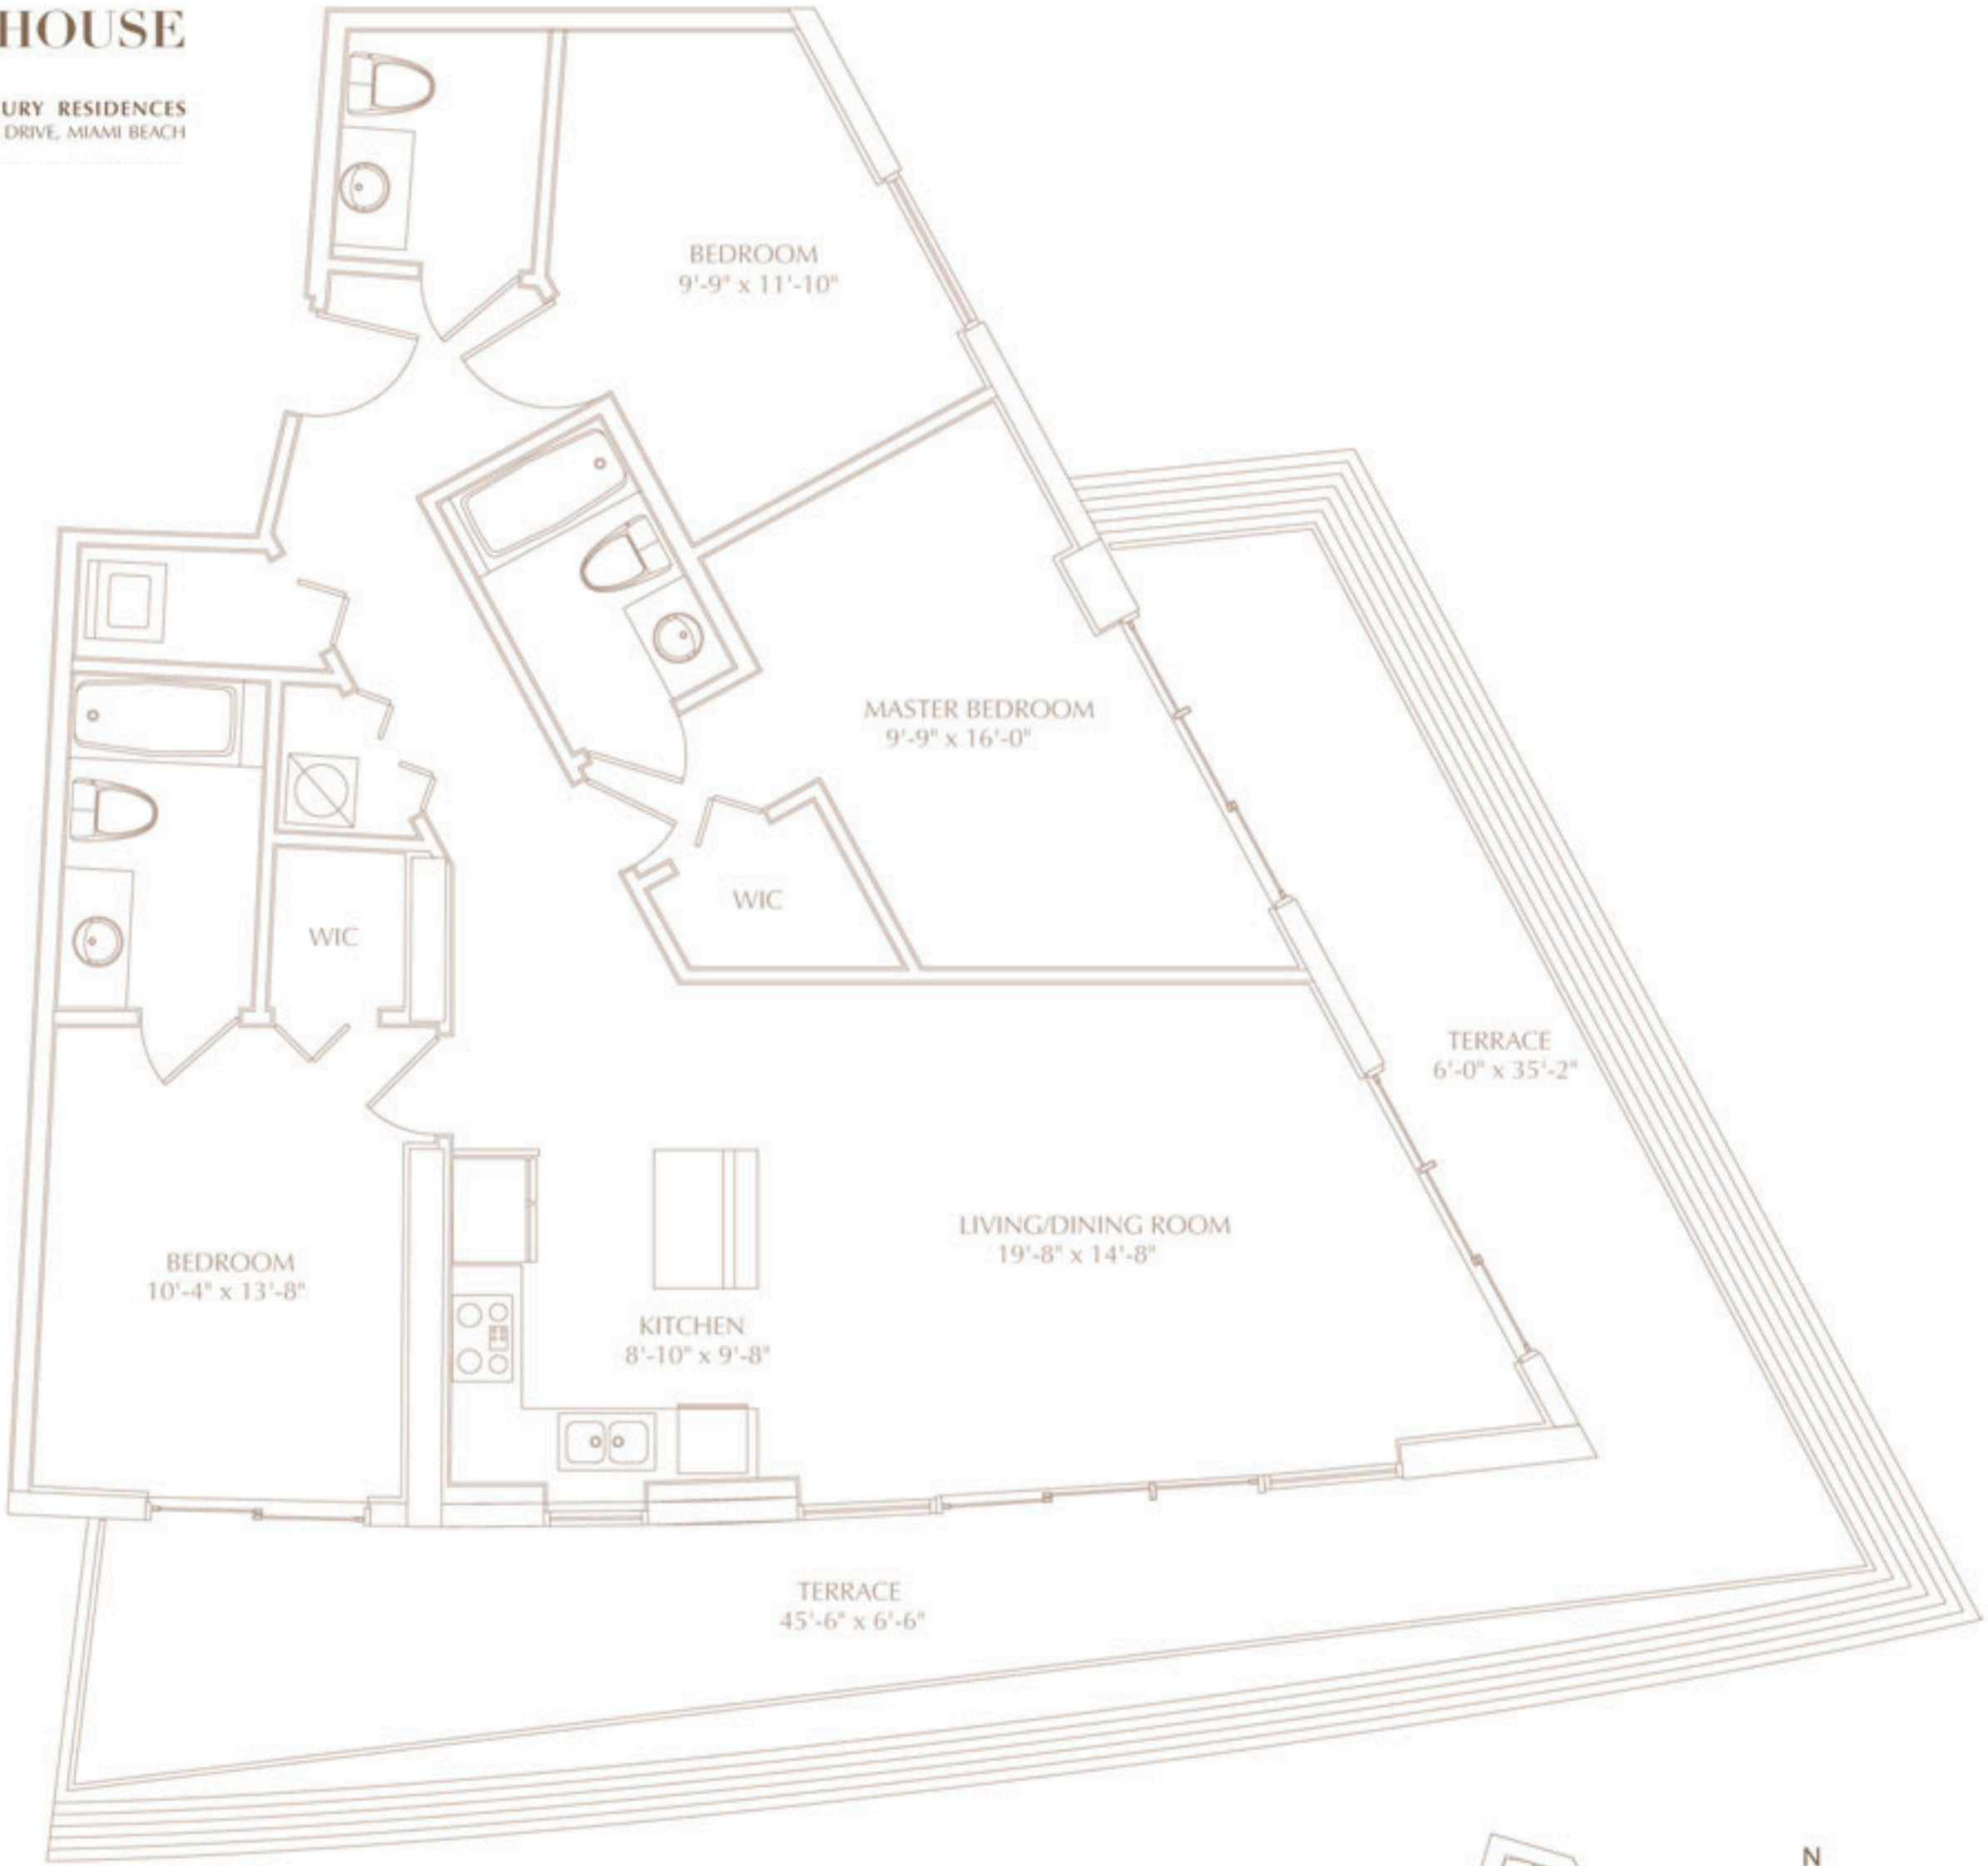 HOUSE
URY RESIDENCES
DRIVE, MIAMI BEACH
BEDROOM
9'-9" x 11'-10"
MASTER BEDROOM
9'-9" x 16'-0"
WIC
WIC
TERRACE
6'-0" x 35'-2"
LIVING/DINING ROOM
19'-8" x 14'-8"
BEDROOM
10'-4" x 13'-8"
KITCHEN
8'-10" x 9'-8"
TERRACE
45'-6" x 6'-6"
N